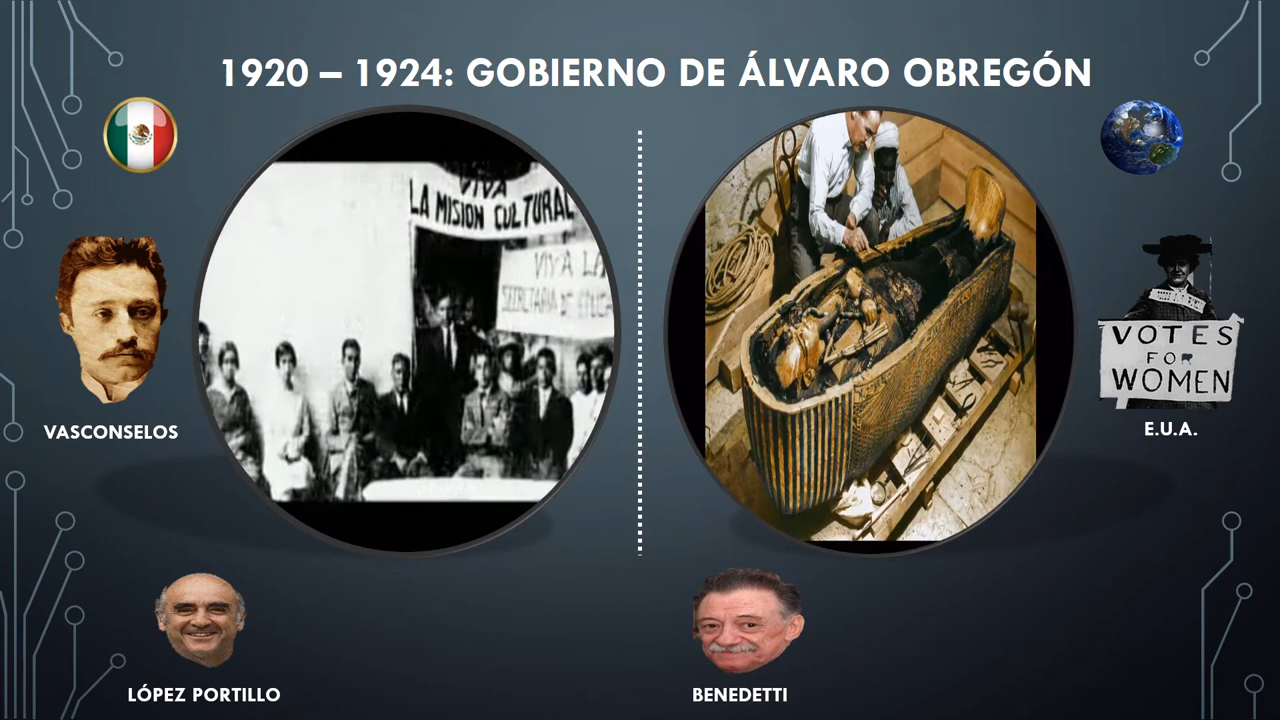 1920 – 1924: GOBIERNO DE ÁLVARO OBREGÓN
VIVA
LA MISION CULTURAL
VIVA LA
SECRETARIA DE EDUCA
VOTES
FOR
WOMEN
VASCONSELOS
E.U.A.
LÓPEZ PORTILLO
BENEDETTI